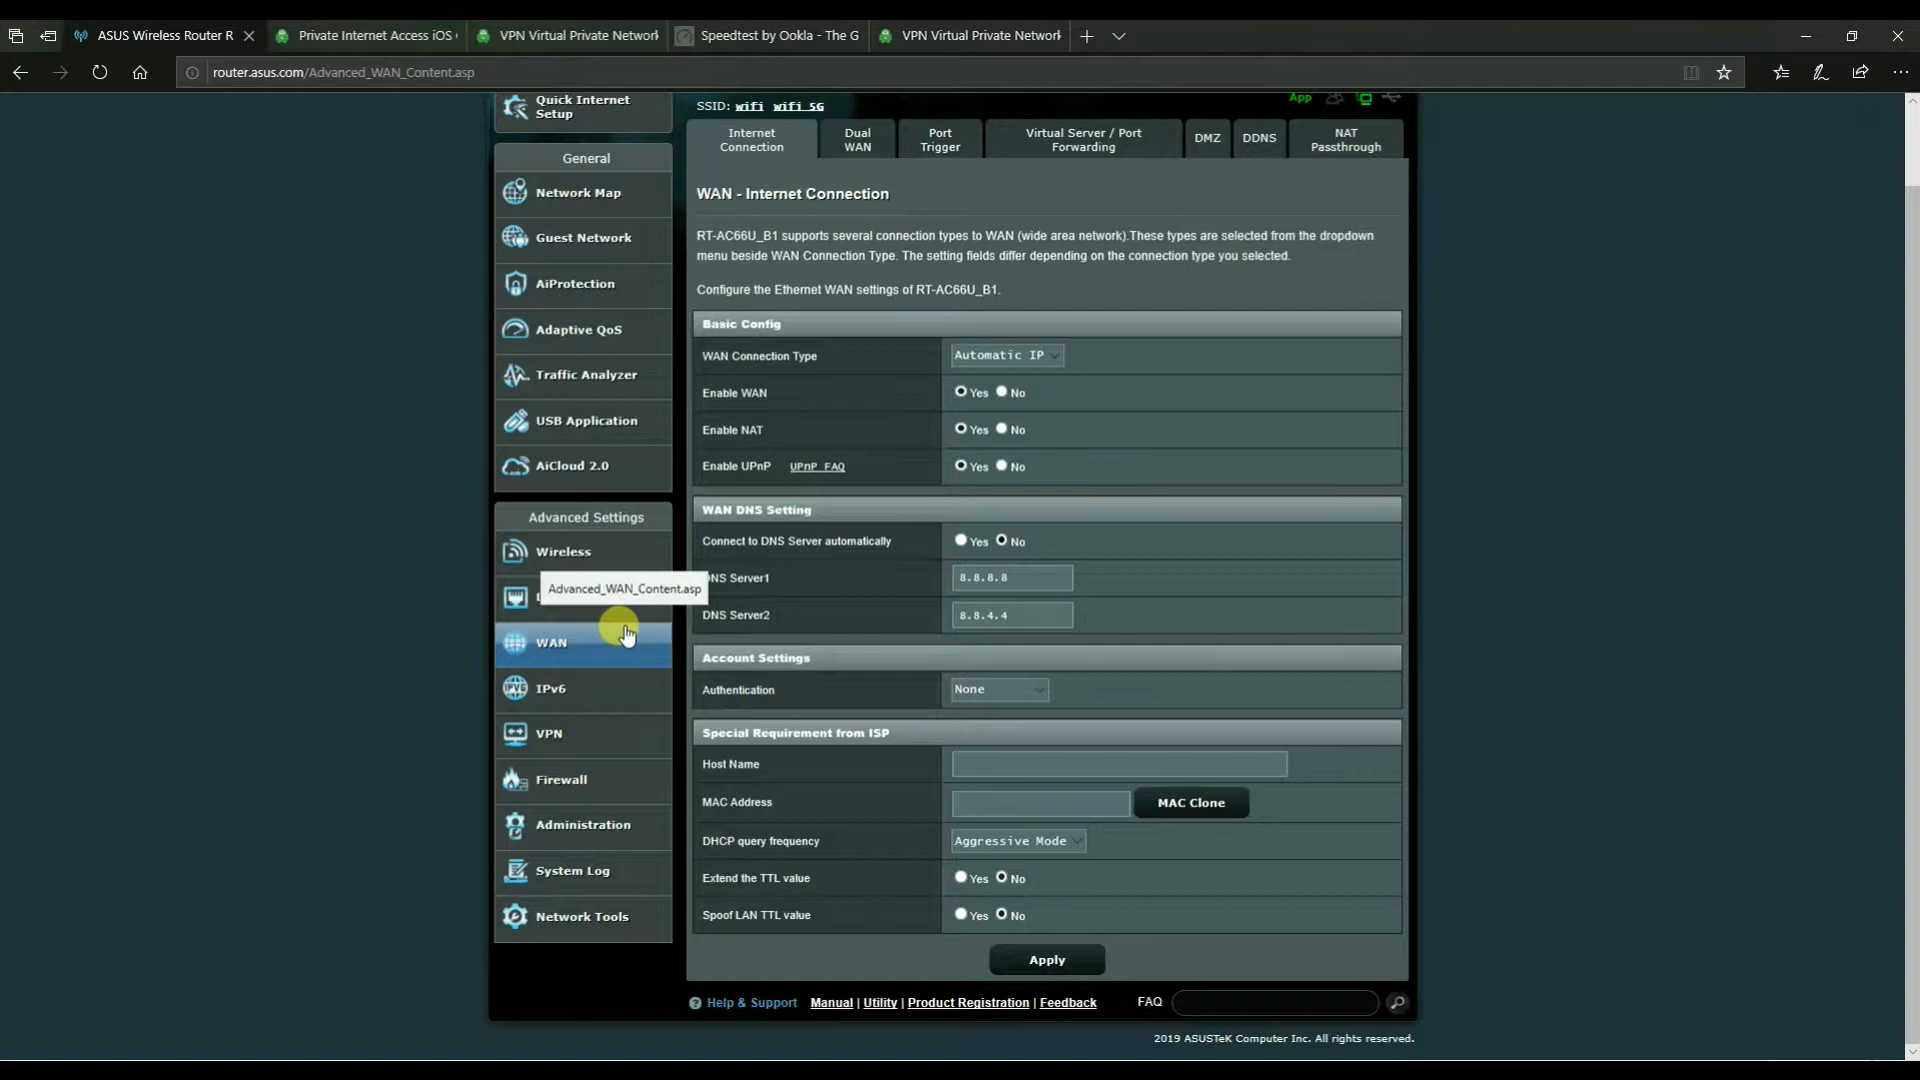 ASUS Wireless Router R
Private Internet Access iOS
VPN Virtual Private Network
Speedtest by Ookla - The G
VPN Virtual Private Network
router.asus.com/Advanced_WAN_Content.asp
Quick Internet
Setup
General
Network Map
Guest Network
AiProtection
Adaptive QoS
Traffic Analyzer
USB Application
AiCloud 2.0
Advanced Settings
Wireless
Advanced_WAN_Content.asp
WAN
IPv6
VPN
Firewall
Administration
System Log
Network Tools
SSID: wifi wifi_5G
App
Internet
Connection
Dual
WAN
Port
Trigger
Virtual Server / Port
Forwarding
DMZ
DDNS
NAT
Passthrough
WAN - Internet Connection
RT-AC66U_B1 supports several connection types to WAN (wide area network).These types are selected from the dropdown
menu beside WAN Connection Type. The setting fields differ depending on the connection type you selected.
Configure the Ethernet WAN settings of RT-AC66U_B1.
Basic Config
WAN Connection Type Automatic IP
Enable WAN Yes No
Enable NAT Yes No
Enable UPnP UPnP FAQ Yes No
WAN DNS Setting
Connect to DNS Server automatically Yes No
NS Server1 8.8.8.8
DNS Server2 8.8.4.4
Account Settings
Authentication None
Special Requirement from ISP
Host Name
MAC Address MAC Clone
DHCP query frequency Aggressive Mode
Extend the TTL value Yes No
Spoof LAN TTL value Yes No
Apply
Help & Support Manual | Utility | Product Registration | Feedback FAQ
2019 ASUSTeK Computer Inc. All rights reserved.